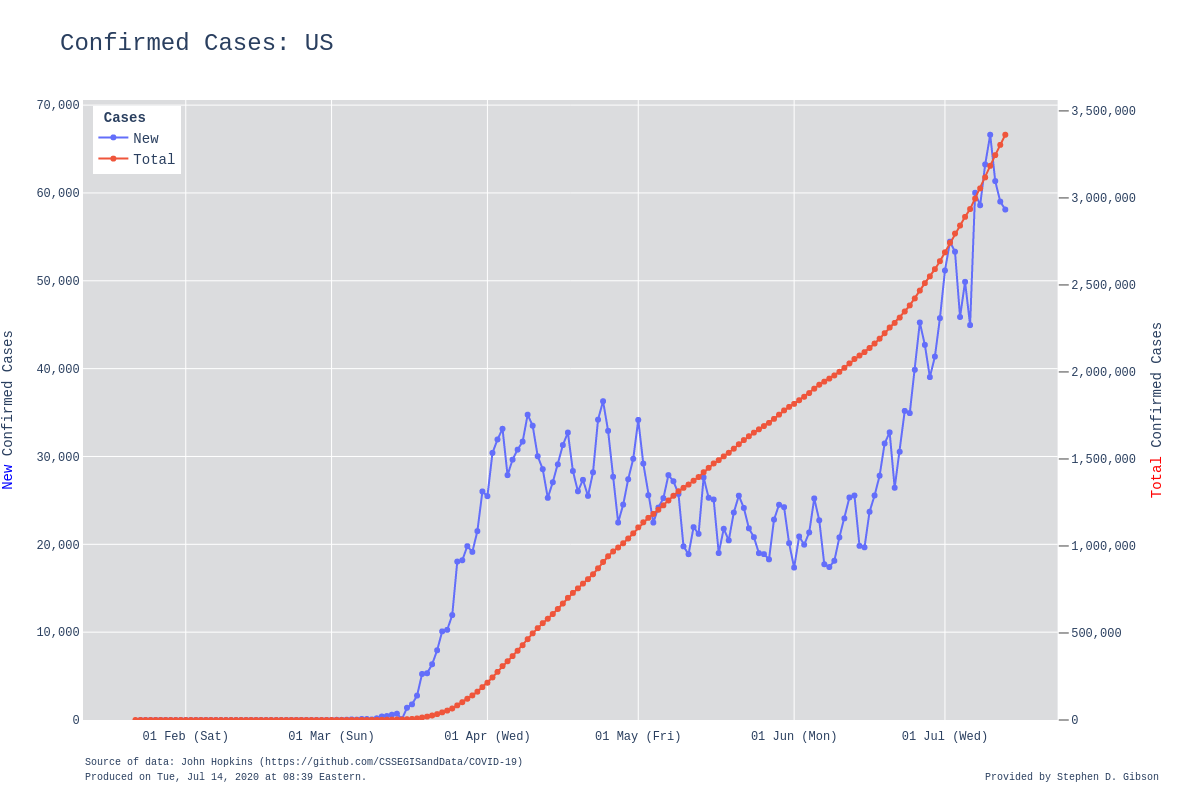 Confirmed Cases: US
Cases
New
Total
70,000
60,000
50,000
40,000
30,000
20,000
10,000
0
New Confirmed Cases
3,500,000
3,000,000
2,500,000
2,000,000
1,500,000
1,000,000
500,000
0
Total Confirmed Cases
01 Feb (Sat)
01 Mar (Sun)
01 Apr (Wed)
01 May (Fri)
01 Jun (Mon)
01 Jul (Wed)
Source of data: John Hopkins (https://github.com/CSSEGISandData/COVID-19)
Produced on Tue, Jul 14, 2020 at 08:39 Eastern.
Provided by Stephen D. Gibson